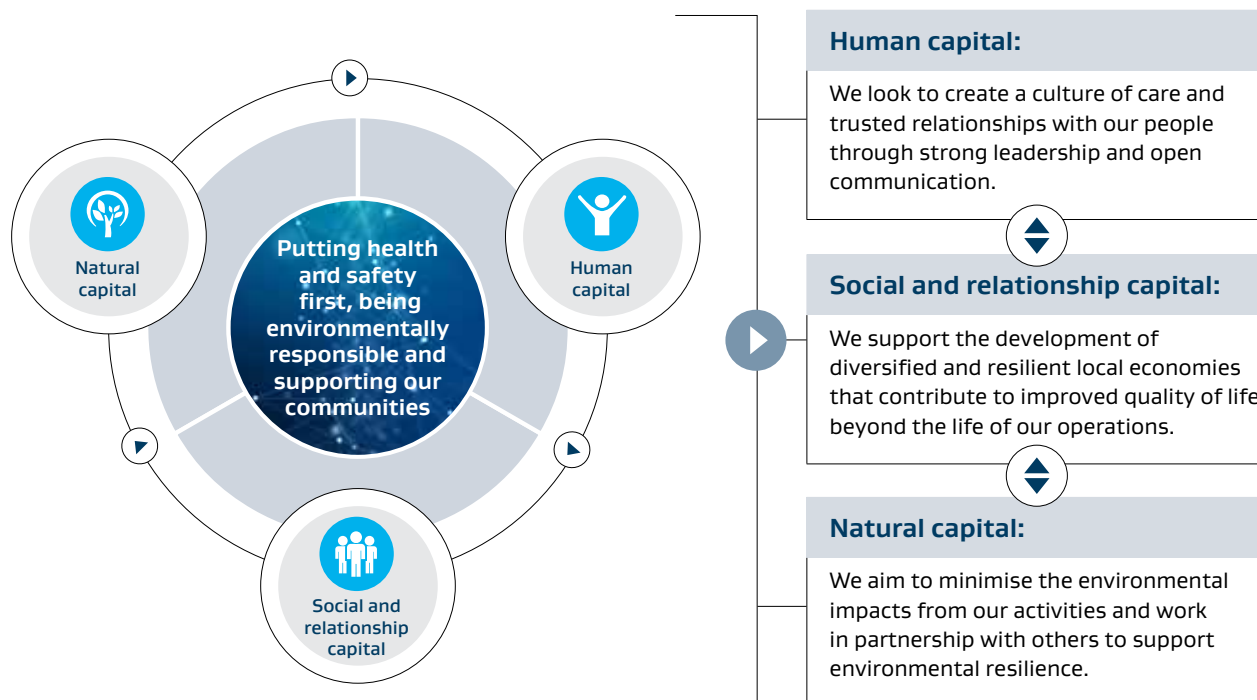 Natural
capital
Human
capital
Putting health
and safety
first, being
environmentally
responsible and
supporting our
communities
Social and
relationship
capital
Human capital:
We look to create a culture of care and
trusted relationships with our people
through strong leadership and open
communication.
Social and relationship capital:
We support the development of
diversified and resilient local economies
that contribute to improved quality of life
beyond the life of our operations.
Natural capital:
We aim to minimise the environmental
impacts from our activities and work
in partnership with others to support
environmental resilience.